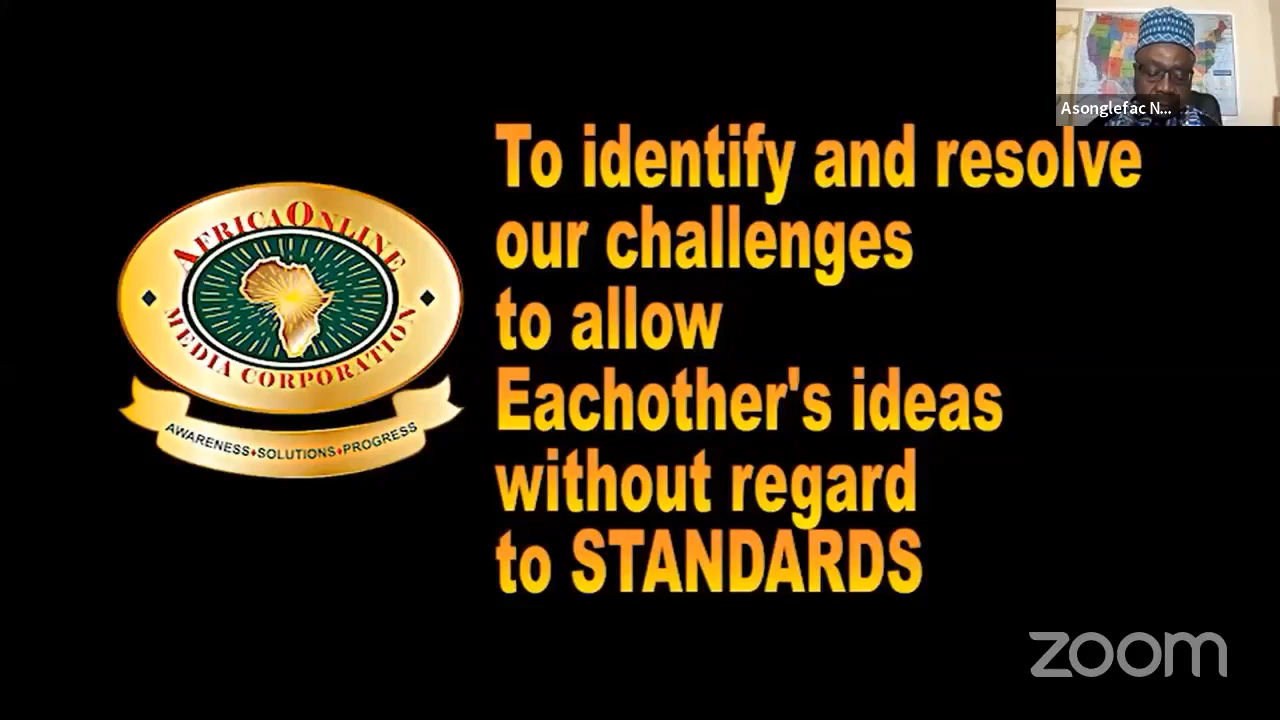 Asonglefac N...
To identify and resolve
our challenges
to allow
Eachother's ideas
without regard
to STANDARDS
AFRICAONLINE
MEDIA CORPORATION
AWARENESS♦SOLUTIONS♦PROGRESS
zoom